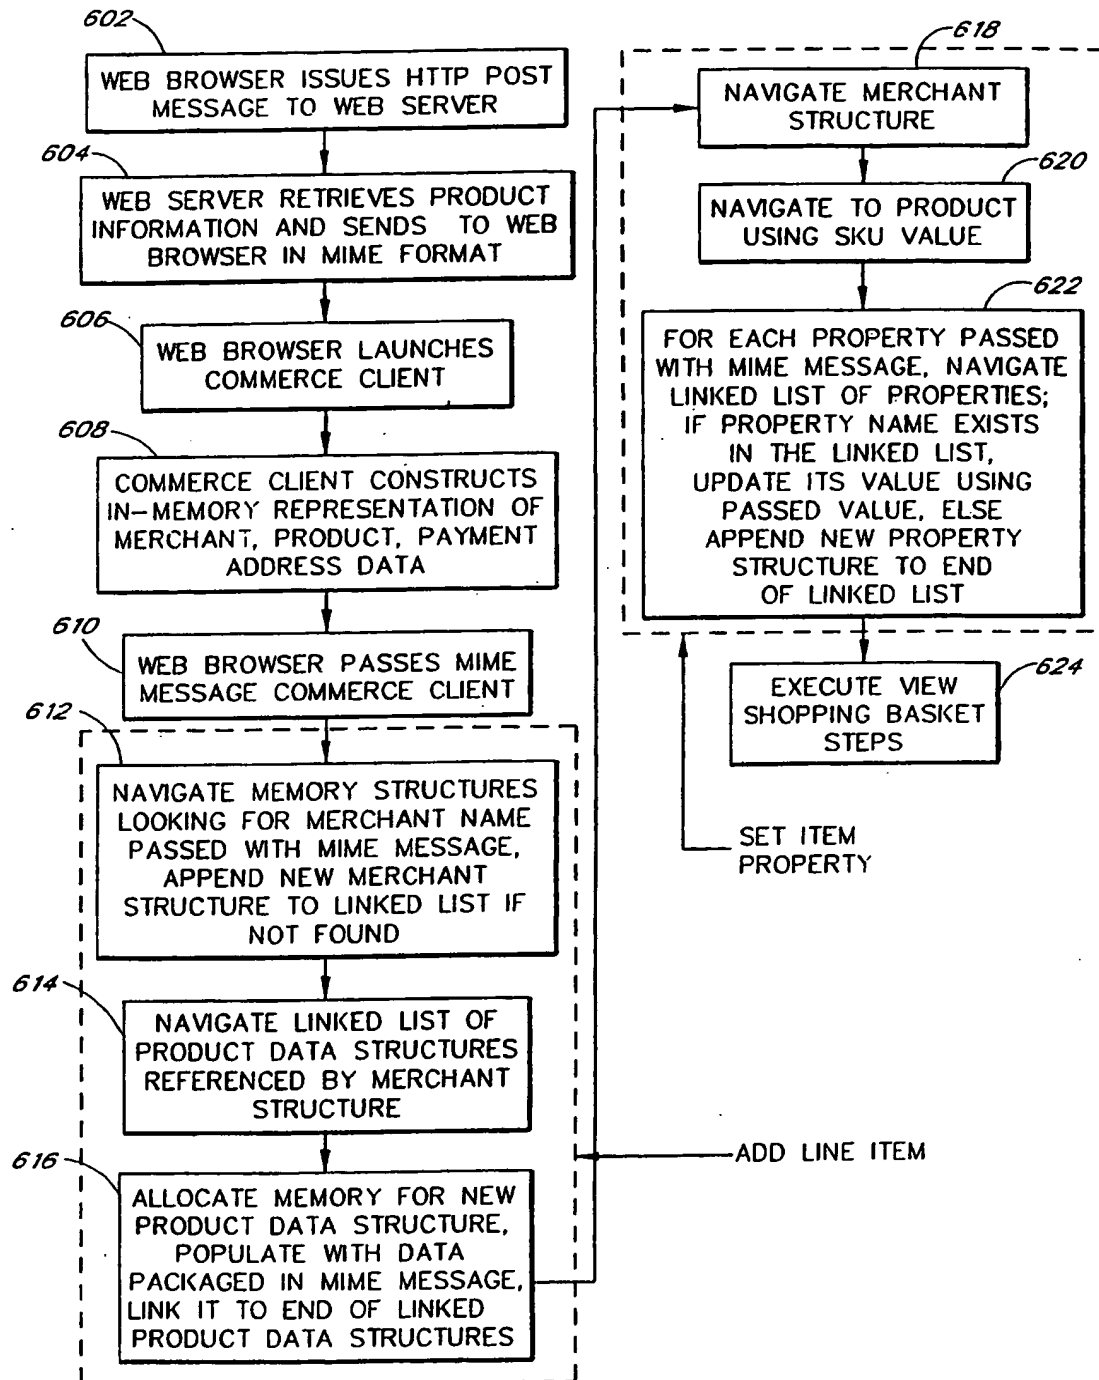 602
WEB BROWSER ISSUES HTTP POST
MESSAGE TO WEB SERVER
604
WEB SERVER RETRIEVES PRODUCT
INFORMATION AND SENDS TO WEB
BROWSER IN MIME FORMAT
606
WEB BROWSER LAUNCHES
COMMERCE CLIENT
608
COMMERCE CLIENT CONSTRUCTS
IN-MEMORY REPRESENTATION OF
MERCHANT, PRODUCT, PAYMENT
ADDRESS DATA
610
WEB BROWSER PASSES MIME
MESSAGE COMMERCE CLIENT
612
NAVIGATE MEMORY STRUCTURES
LOOKING FOR MERCHANT NAME
PASSED WITH MIME MESSAGE,
APPEND NEW MERCHANT
STRUCTURE TO LINKED LIST IF
NOT FOUND
614
NAVIGATE LINKED LIST OF
PRODUCT DATA STRUCTURES
REFERENCED BY MERCHANT
STRUCTURE
616
ALLOCATE MEMORY FOR NEW
PRODUCT DATA STRUCTURE,
POPULATE WITH DATA
PACKAGED IN MIME MESSAGE,
LINK IT TO END OF LINKED
PRODUCT DATA STRUCTURES
ADD LINE ITEM
618
NAVIGATE MERCHANT
STRUCTURE
620
NAVIGATE TO PRODUCT
USING SKU VALUE
622
FOR EACH PROPERTY PASSED
WITH MIME MESSAGE, NAVIGATE
LINKED LIST OF PROPERTIES;
IF PROPERTY NAME EXISTS
IN THE LINKED LIST,
UPDATE ITS VALUE USING
PASSED VALUE, ELSE
APPEND NEW PROPERTY
STRUCTURE TO END
OF LINKED LIST
624
EXECUTE VIEW
SHOPPING BASKET
STEPS
SET ITEM
PROPERTY